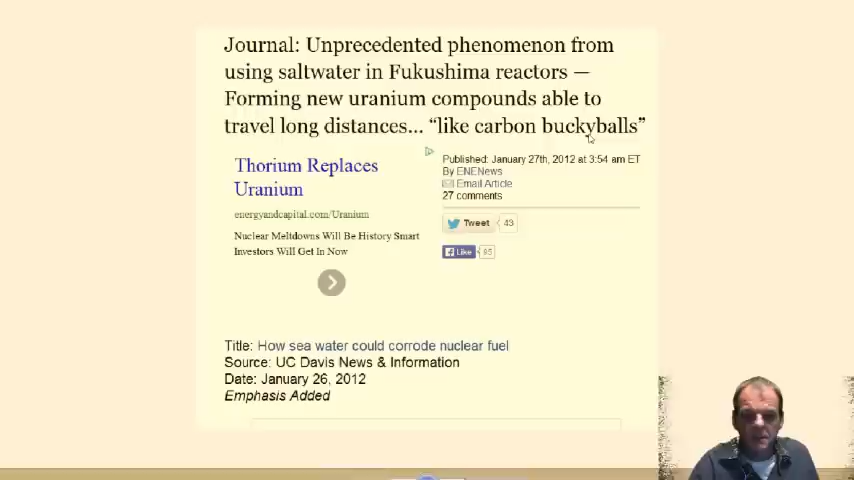 Journal: Unprecedented phenomenon from
using saltwater in Fukushima reactors —
Forming new uranium compounds able to
travel long distances... “like carbon buckyballs”
Thorium Replaces
Uranium
energyandcapital.com/Uranium
Nuclear Meltdowns Will Be History Smart
Investors Will Get In Now
Published: January 27th, 2012 at 3:54 am ET
By ENENews
Email Article
27 comments
Tweet 43
Like 95
Title: How sea water could corrode nuclear fuel
Source: UC Davis News & Information
Date: January 26, 2012
Emphasis Added